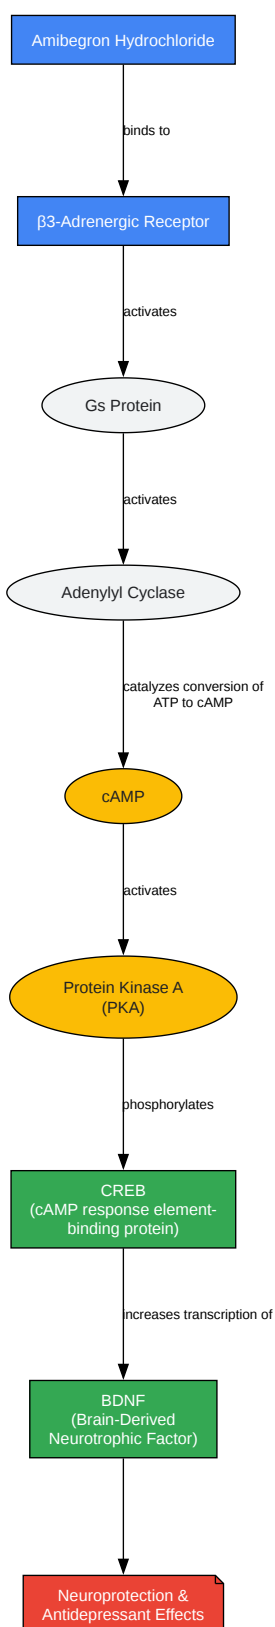 Amibegron Hydrochloride
binds to
β3-Adrenergic Receptor
activates
Gs Protein
activates
Adenylyl Cyclase
catalyzes conversion of
ATP to cAMP
cAMP
activates
Protein Kinase A
(PKA)
phosphorylates
CREB
(cAMP response element-
binding protein)
increases transcription of
BDNF
(Brain-Derived
Neurotrophic Factor)
Neuroprotection &
Antidepressant Effects